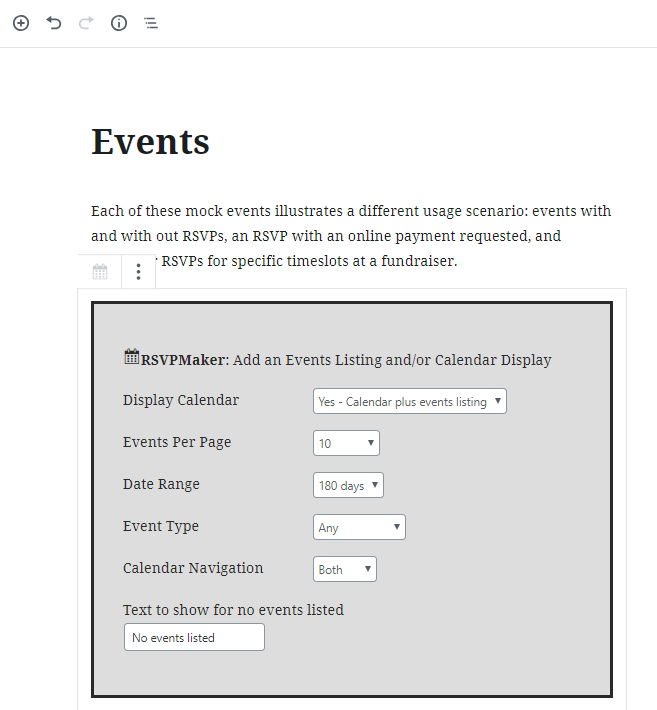 Events
Each of these mock events illustrates a different usage scenario: events with
and with out RSVPs, an RSVP with an online payment requested, and
RSVPs for specific timeslots at a fundraiser.
RSVPMaker: Add an Events Listing and/or Calendar Display
Display Calendar Yes - Calendar plus events listing
Events Per Page 10
Date Range 180 days
Event Type Any
Calendar Navigation Both
Text to show for no events listed
No events listed